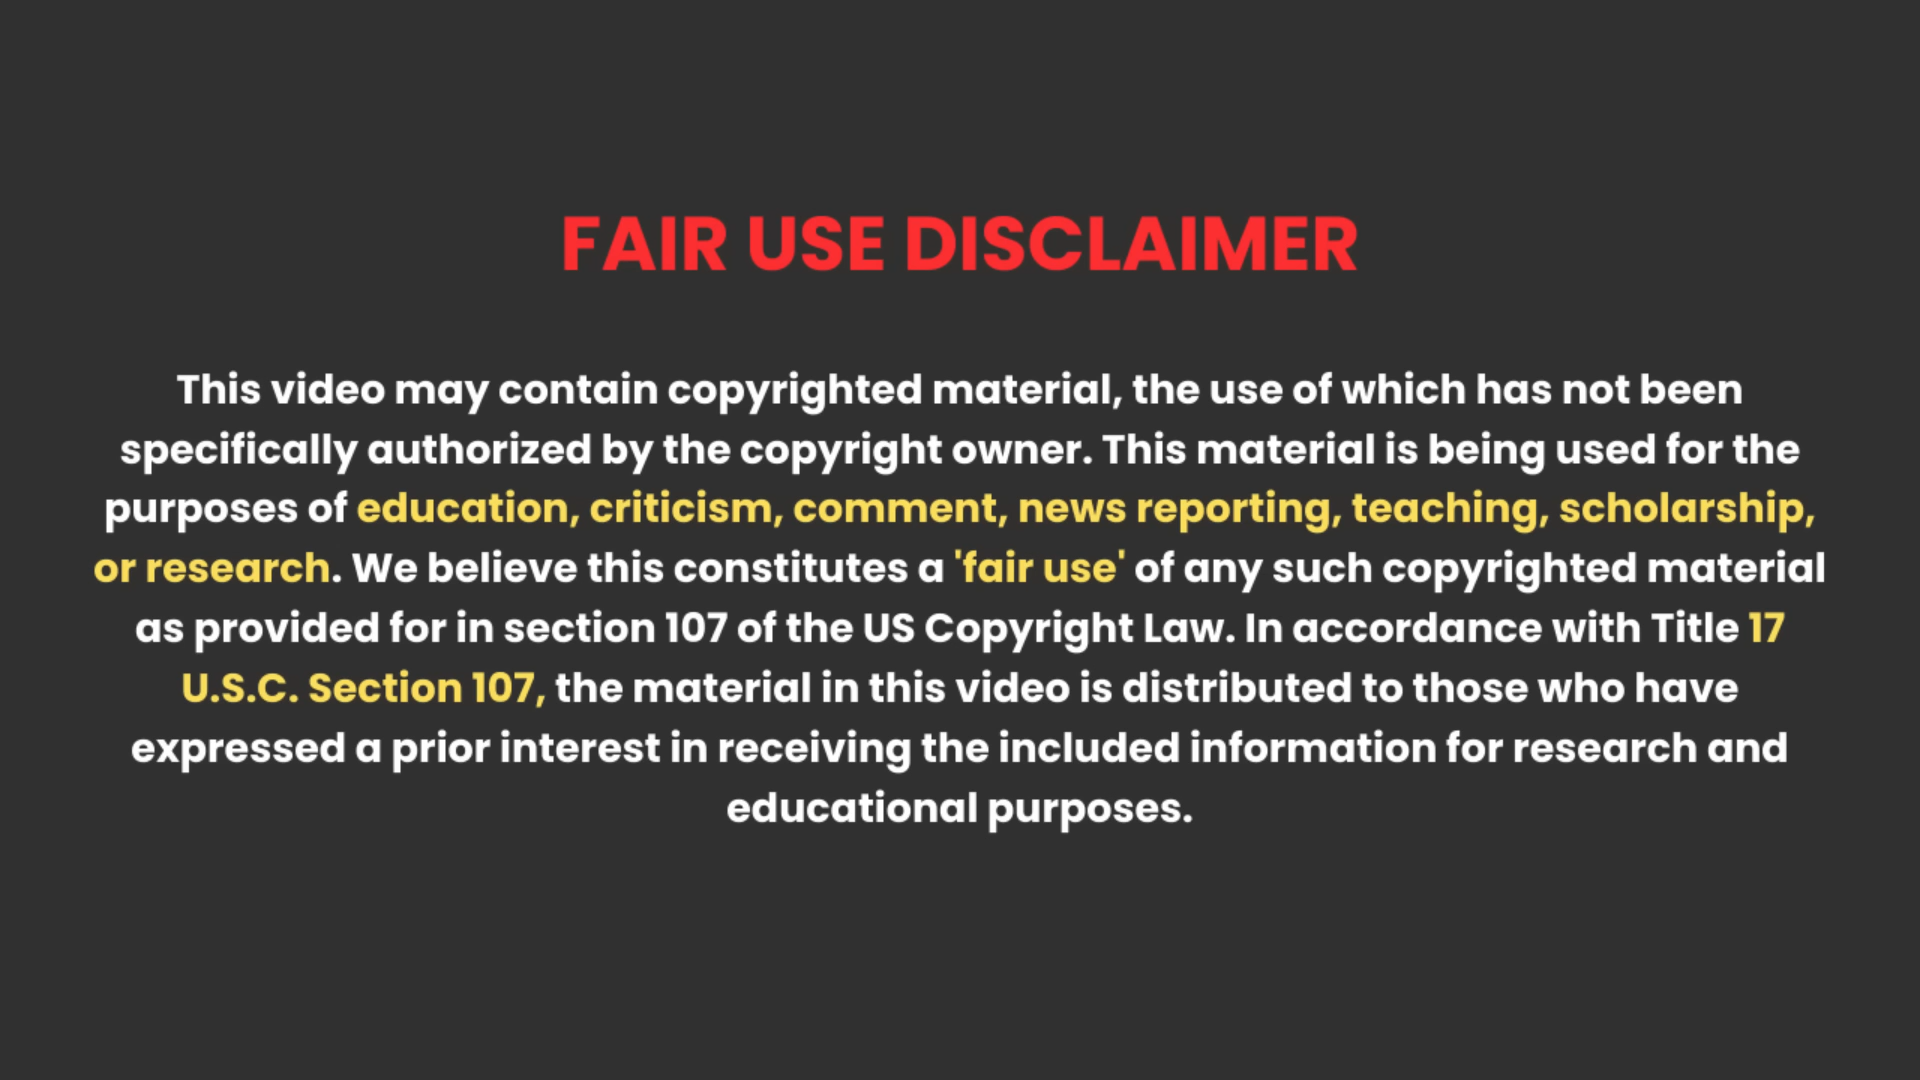 FAIR USE DISCLAIMER
This video may contain copyrighted material, the use of which has not been
specifically authorized by the copyright owner. This material is being used for the
purposes of education, criticism, comment, news reporting, teaching, scholarship,
or research. We believe this constitutes a 'fair use' of any such copyrighted material
as provided for in section 107 of the US Copyright Law. In accordance with Title 17
U.S.C. Section 107, the material in this video is distributed to those who have
expressed a prior interest in receiving the included information for research and
educational purposes.